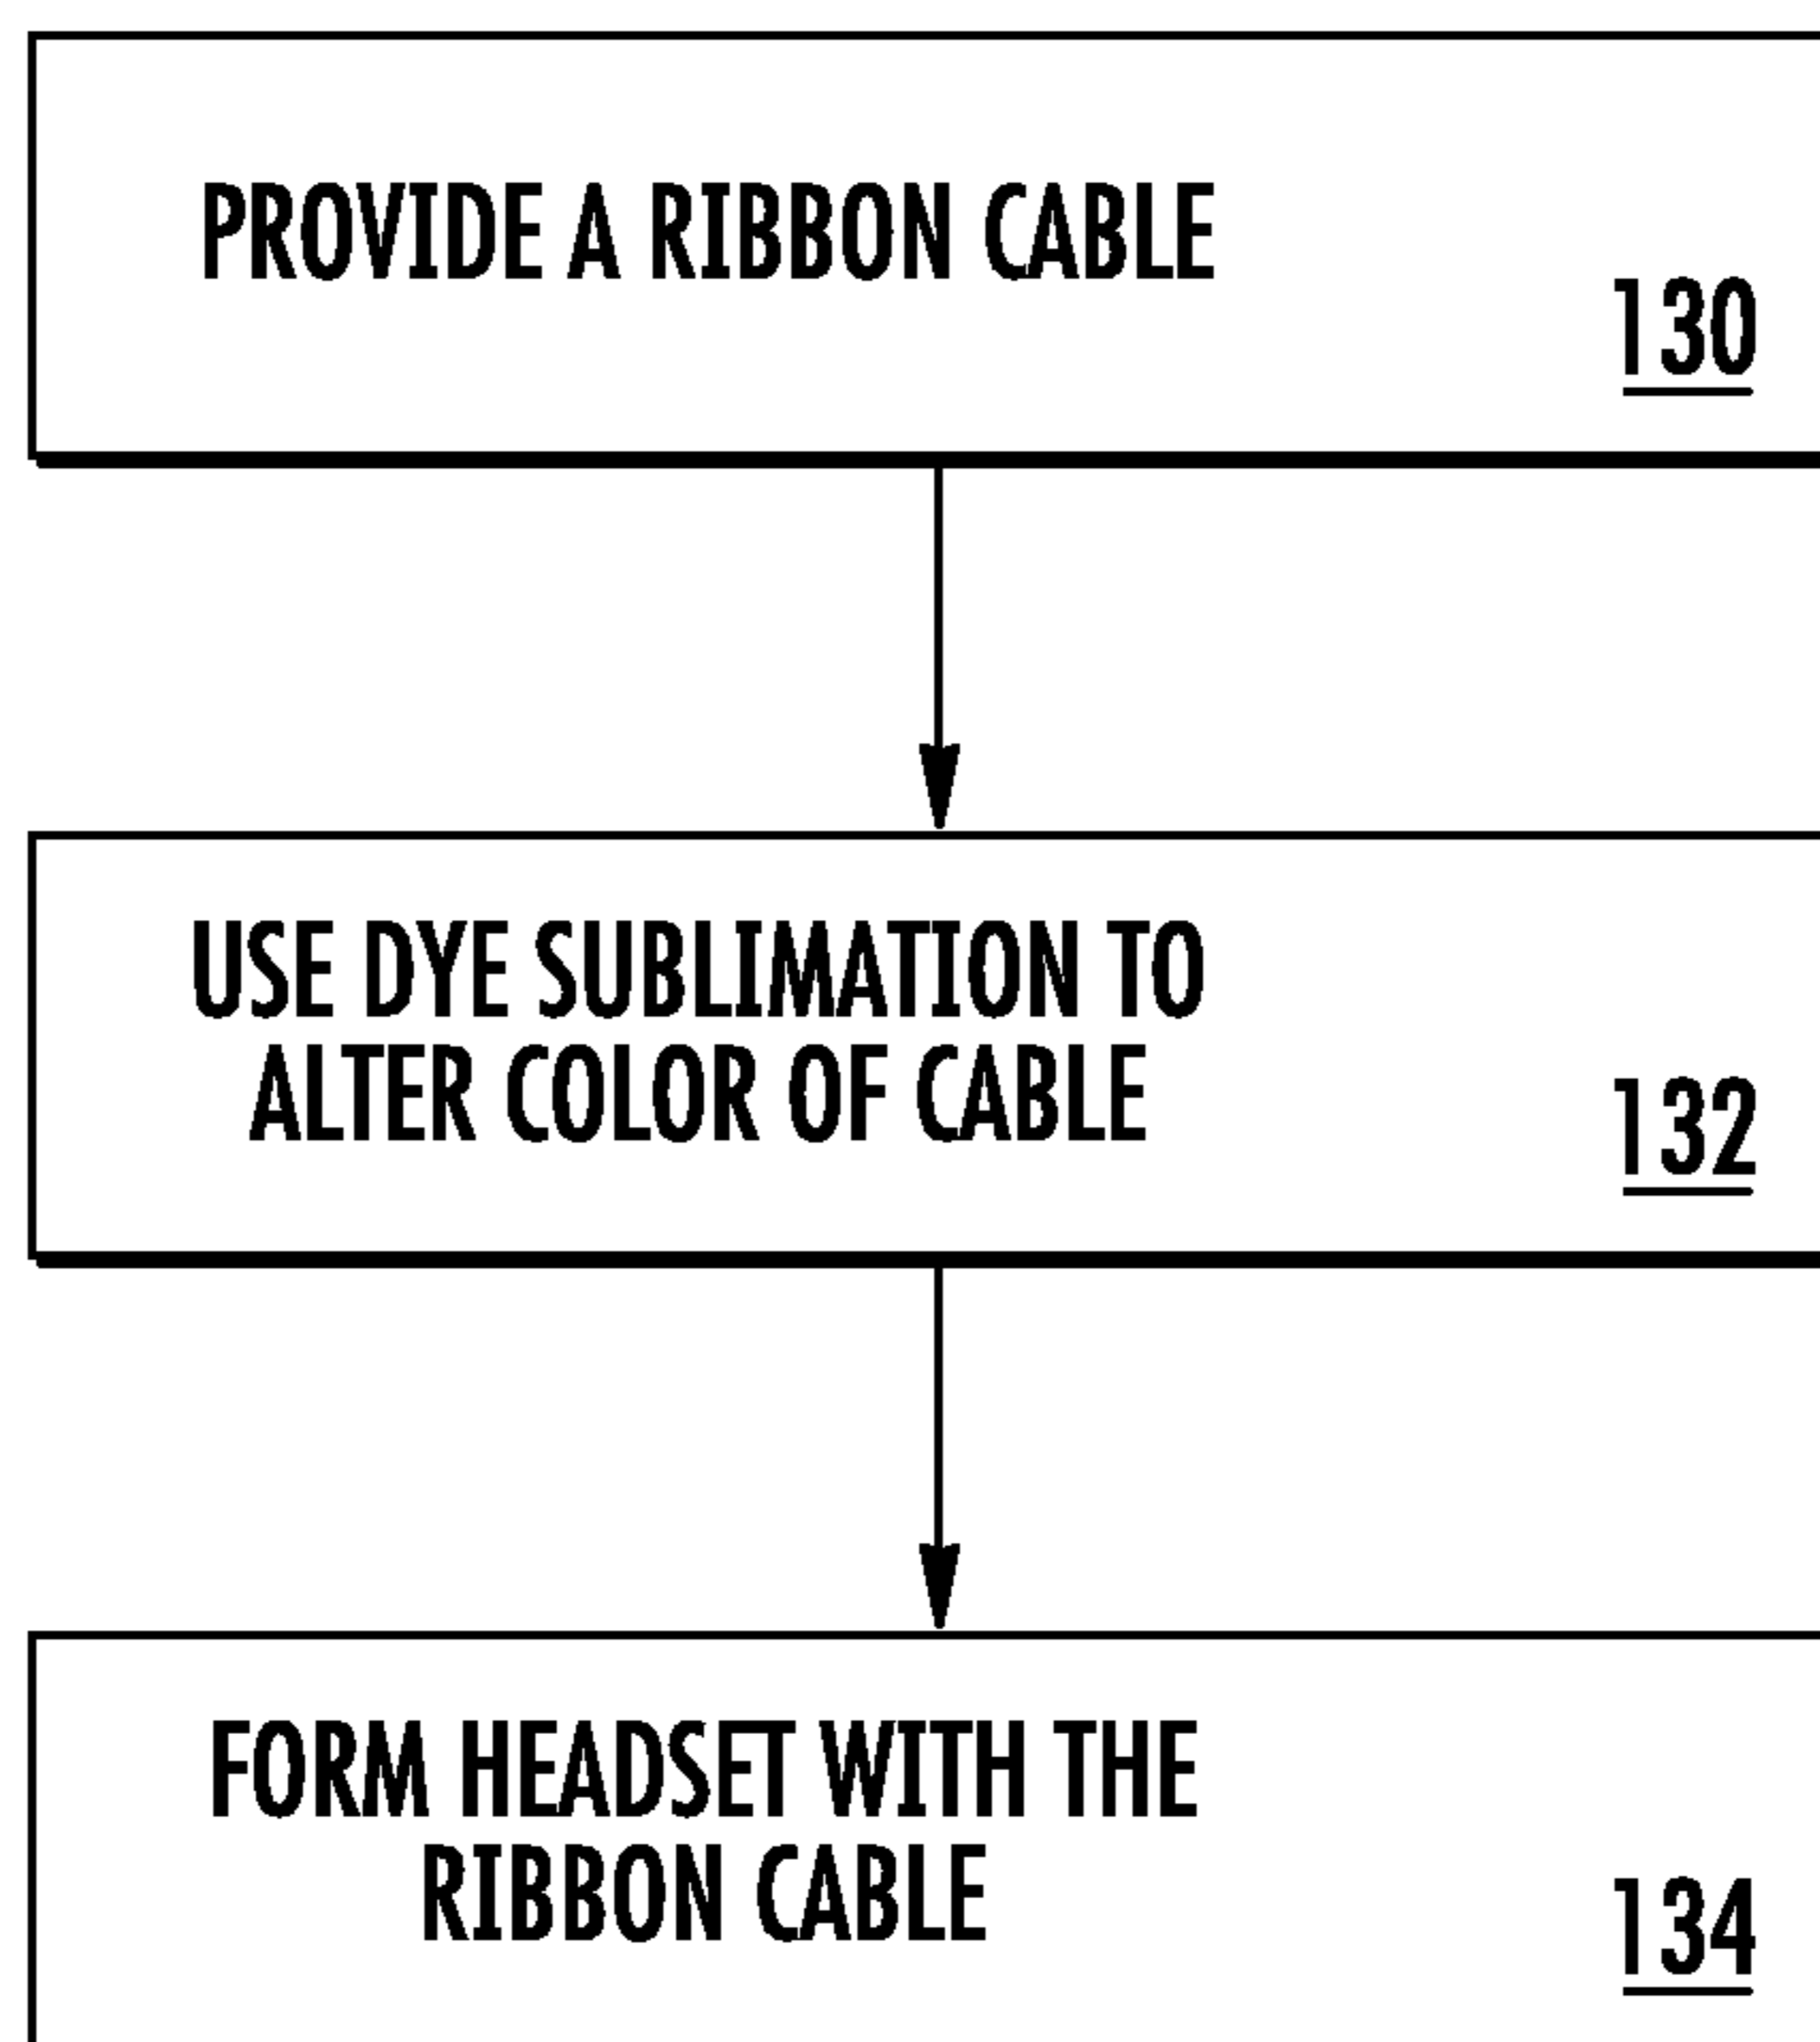 PROVIDE A RIBBON CABLE
130
USE DYE SUBLIMATION TO
ALTER COLOR OF CABLE
132
FORM HEADSET WITH THE
RIBBON CABLE
134